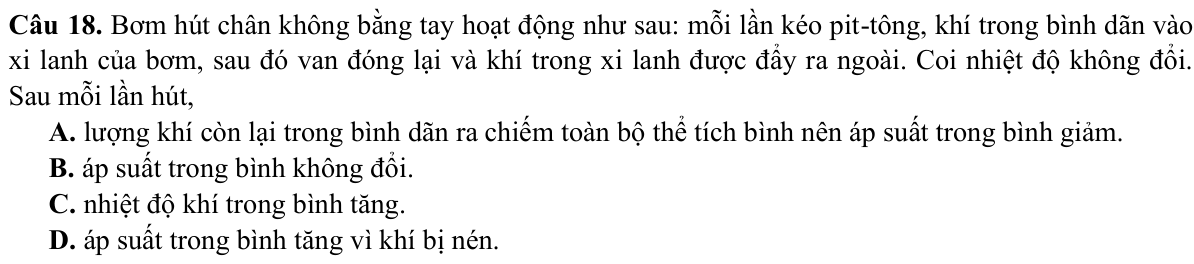 Câu 18. Bơm hút chân không bằng tay hoạt động như sau: mỗi lần kéo pit-tông, khí trong bình dãn vào
xi lanh của bơm, sau đó van đóng lại và khí trong xi lanh được đẩy ra ngoài. Coi nhiệt độ không đổi.
Sau mỗi lần hút,
A. lượng khí còn lại trong bình dãn ra chiếm toàn bộ thể tích bình nên áp suất trong bình giảm.
B. áp suất trong bình không đổi.
C. nhiệt độ khí trong bình tăng.
D. áp suất trong bình tăng vì khí bị nén.